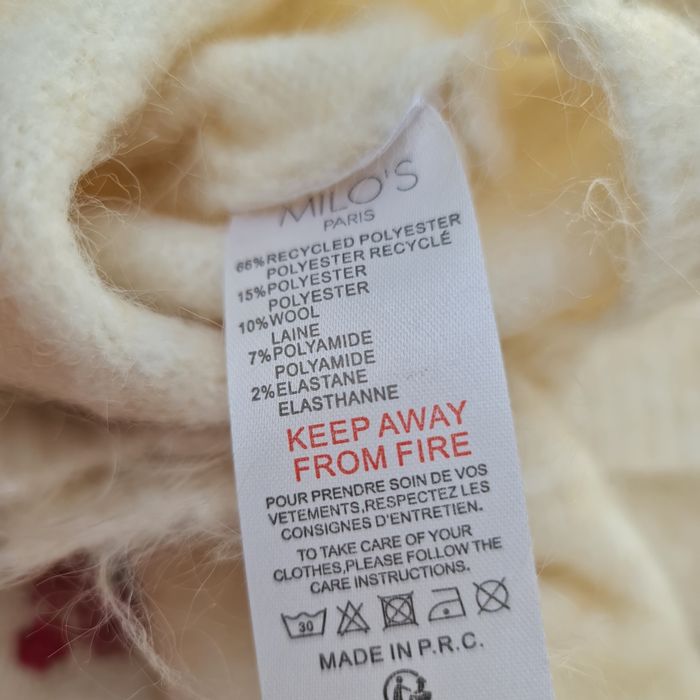 MILO'S
PARIS
66%RECYCLED POLYESTER
POLYESTER RECYCLÉ
15%POLYESTER
POLYESTER
10%WOOL
LAINE
7%POLYAMIDE
POLYAMIDE
2%ELASTANE
ELASTHANNE
KEEP AWAY
FROM FIRE
POUR PRENDRE SOIN DE VOS
VETEMENTS,RESPECTEZ LES
CONSIGNES D'ENTRETIEN.
TO TAKE CARE OF YOUR
CLOTHES,PLEASE FOLLOW THE
CARE INSTRUCTIONS.
30
MADE IN P.R.C.